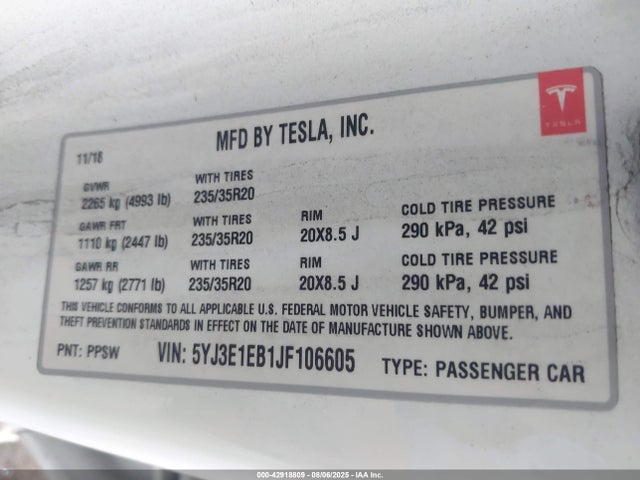 TESLA
MFD BY TESLA, INC.
11/18
GVWR WITH TIRES
2265 kg (4993 lb) 235/35R20
GAWR FRT WITH TIRES RIM COLD TIRE PRESSURE
1110 kg (2447 lb) 235/35R20 20X8.5 J 290 kPa, 42 psi
GAWR RR WITH TIRES RIM COLD TIRE PRESSURE
1257 kg (2771 lb) 235/35R20 20X8.5 J 290 kPa, 42 psi
THIS VEHICLE CONFORMS TO ALL APPLICABLE U.S. FEDERAL MOTOR VEHICLE SAFETY, BUMPER, AND
THEFT PREVENTION STANDARDS IN EFFECT ON THE DATE OF MANUFACTURE SHOWN ABOVE.
PNT: PPSW VIN: 5YJ3E1EB1JF106605 TYPE: PASSENGER CAR
000-42918809 - 08/06/2025 - IAA Inc.